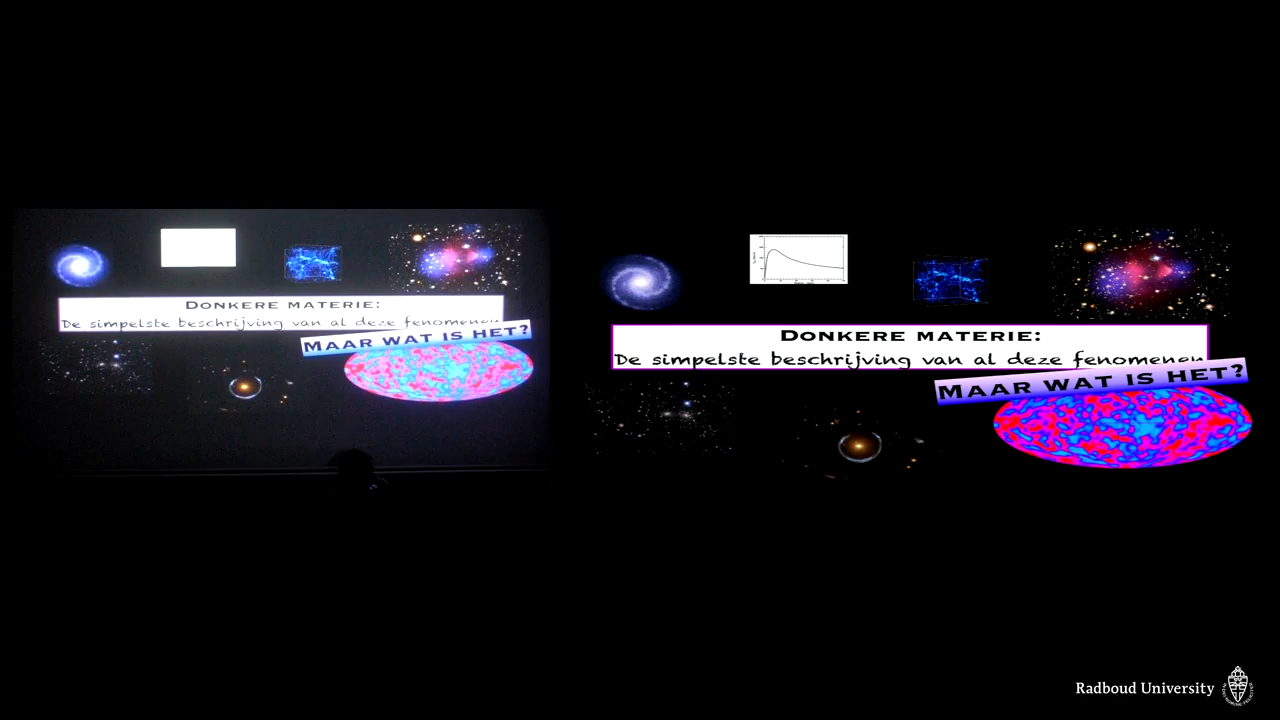 DONKERE MATERIE:
De simpelste beschrijving van al deze fenomenen
MAAR WAT IS HET?
DONKERE MATERIE:
De simpelste beschrijving van al deze fenomenen
MAAR WAT IS HET?
Radboud University